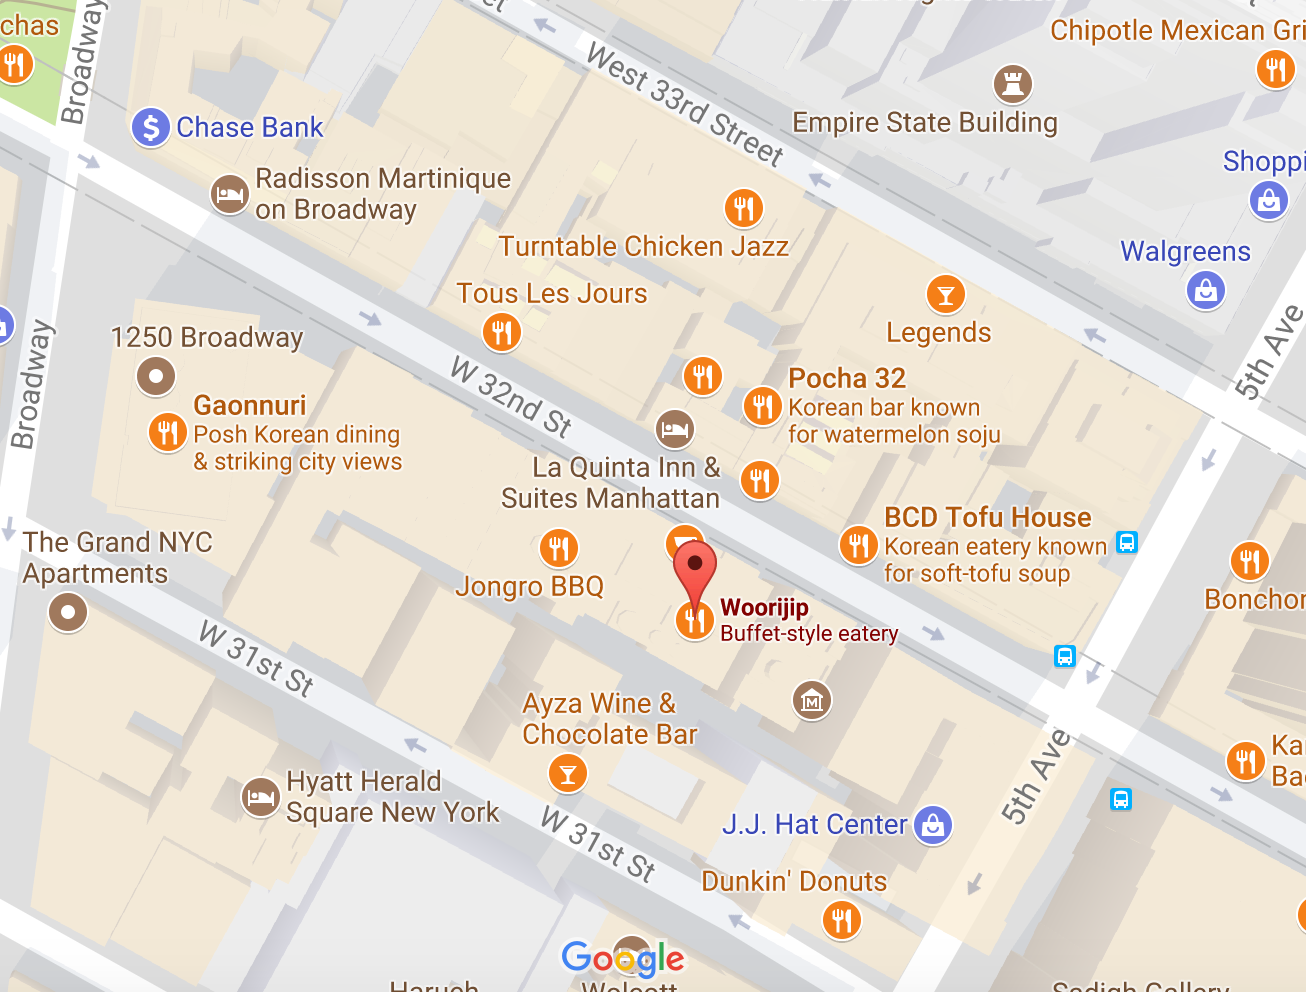 chas
Broadway
Chase Bank
Radisson Martinique
on Broadway
West 33rd Street
Chipotle Mexican Gri
Empire State Building
Shoppi
Walgreens
Turntable Chicken Jazz
Tous Les Jours
Legends
5th Ave
1250 Broadway
Broadway
W 32nd St
Gaonnuri
Posh Korean dining
& striking city views
Pocha 32
Korean bar known
for watermelon soju
La Quinta Inn &
Suites Manhattan
BCD Tofu House
Korean eatery known
for soft-tofu soup
The Grand NYC
Apartments
Jongro BBQ
Bonchon
Woorijip
Buffet-style eatery
W 31st St
Ayza Wine &
Chocolate Bar
5th Ave
Ka
Ba
Hyatt Herald
Square New York
W 31st St
J.J. Hat Center
Dunkin' Donuts
Google